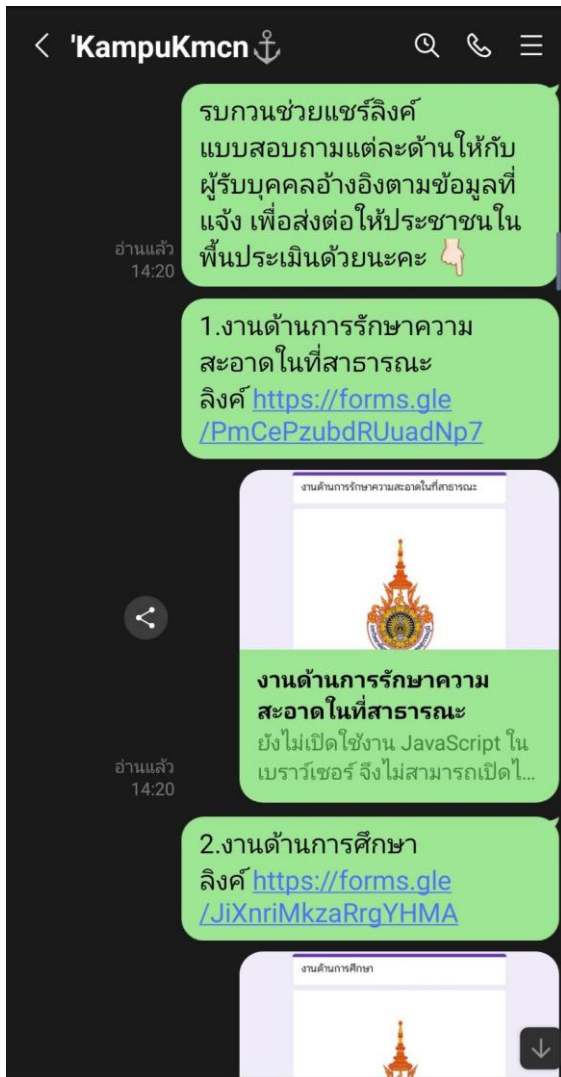 'KampuKmcn
รบกวนช่วยแชร์ลิงค์
แบบสอบถามแต่ละด้านให้กับ
ผู้รับบุคคลอ้างอิงตามข้อมูลที่
แจ้ง เพื่อส่งต่อให้ประชาชนใน
พื้นประเมินด้วยนะคะ 👇🏻
อ่านแล้ว
14:20
1.งานด้านการรักษาความ
สะอาดในที่สาธารณะ
ลิงค์ https://forms.gle
/PmCePzubdRUuadNp7
งานด้านการรักษาความสะอาดในที่สาธารณะ
งานด้านการรักษาความ
สะอาดในที่สาธารณะ
ยังไม่เปิดใช้งาน JavaScript ใน
เบราว์เซอร์ จึงไม่สามารถเปิดไ...
อ่านแล้ว
14:20
2.งานด้านการศึกษา
ลิงค์ https://forms.gle
/JiXnriMkzaRrgYHMA
งานด้านการศึกษา